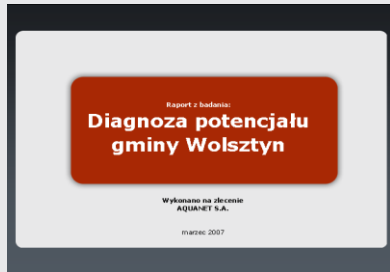 Raport z badania:
Diagnoza potencjału
gminy Wolsztyn
Wykonano na zlecenie
AQUANET S.A.
marzec 2007